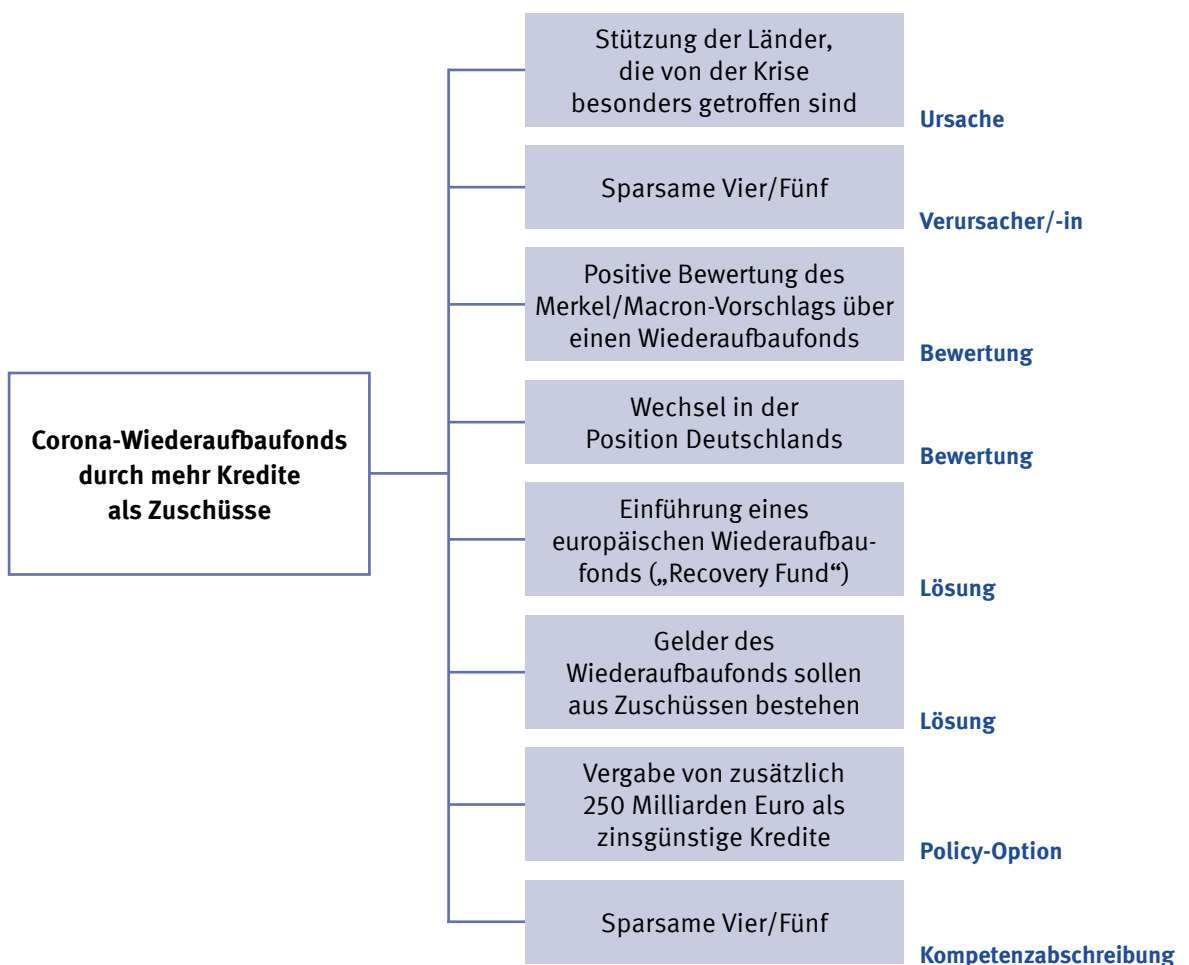 Stützung der Länder,
die von der Krise
besonders getroffen sind
Ursache
Sparsame Vier/Fünf
Verursacher/-in
Positive Bewertung des
Merkel/Macron-Vorschlags über
einen Wiederaufbaufonds
Bewertung
Wechsel in der
Position Deutschlands
Bewertung
Corona-Wiederaufbaufonds
durch mehr Kredite
als Zuschüsse
Einführung eines
europäischen Wiederaufbau-
fonds („Recovery Fund“)
Lösung
Gelder des
Wiederaufbaufonds sollen
aus Zuschüssen bestehen
Lösung
Vergabe von zusätzlich
250 Milliarden Euro als
zinsgünstige Kredite
Policy-Option
Sparsame Vier/Fünf
Kompetenzabschreibung